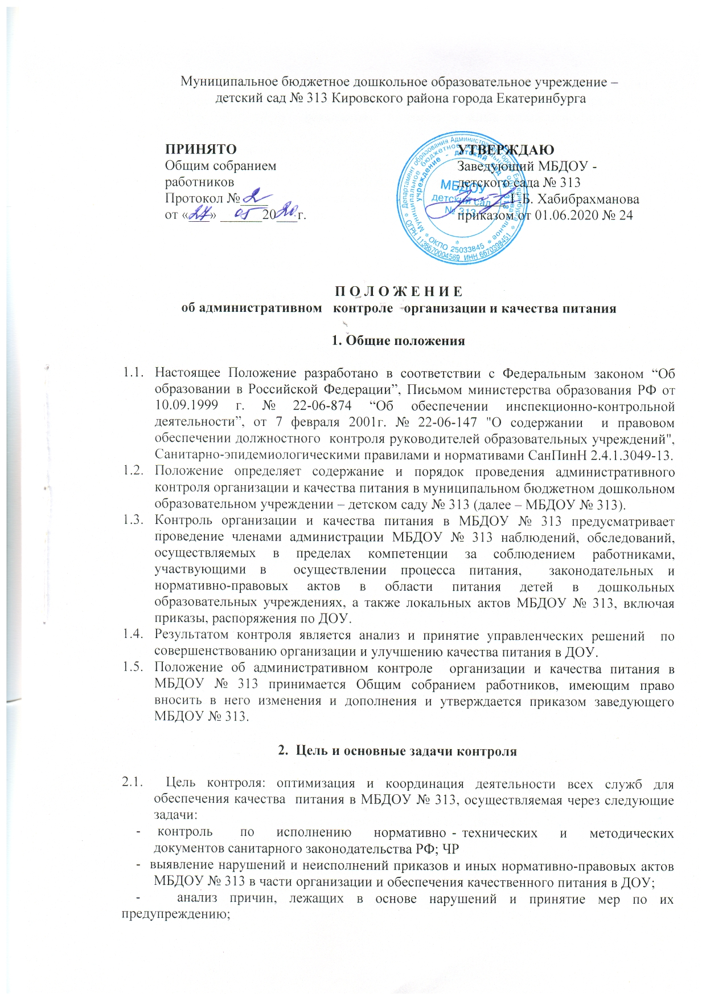 Муниципальное бюджетное дошкольное образовательное учреждение –
детский сад № 313 Кировского района города Екатеринбурга
ПРИНЯТО
Общим собранием
работников
Протокол № 2
от «27» 05 2020 г.
УТВЕРЖДАЮ
Заведующий МБДОУ -
детского сада № 313
Г.Б. Хабибрахманова
приказом от 01.06.2020 № 24
МБДОУ
детский сад
№ 313
* ОКПО 25033845 *
* ОГРН 1136670004569 ИНН 6670398451 *
П О Л О Ж Е Н И Е
об административном контроле организации и качества питания
1. Общие положения
1.1. Настоящее Положение разработано в соответствии с Федеральным законом “Об
образовании в Российской Федерации”, Письмом министерства образования РФ от
10.09.1999 г. № 22-06-874 “Об обеспечении инспекционно-контрольной
деятельности”, от 7 февраля 2001г. № 22-06-147 "О содержании и правовом
обеспечении должностного контроля руководителей образовательных учреждений",
Санитарно-эпидемиологическими правилами и нормативами СанПинН 2.4.1.3049-13.
1.2. Положение определяет содержание и порядок проведения административного
контроля организации и качества питания в муниципальном бюджетном дошкольном
образовательном учреждении – детском саду № 313 (далее – МБДОУ № 313).
1.3. Контроль организации и качества питания в МБДОУ № 313 предусматривает
проведение членами администрации МБДОУ № 313 наблюдений, обследований,
осуществляемых в пределах компетенции за соблюдением работниками,
участвующими в осуществлении процесса питания, законодательных и
нормативно-правовых актов в области питания детей в дошкольных
образовательных учреждениях, а также локальных актов МБДОУ № 313, включая
приказы, распоряжения по ДОУ.
1.4. Результатом контроля является анализ и принятие управленческих решений по
совершенствованию организации и улучшению качества питания в ДОУ.
1.5. Положение об административном контроле организации и качества питания в
МБДОУ № 313 принимается Общим собранием работников, имеющим право
вносить в него изменения и дополнения и утверждается приказом заведующего
МБДОУ № 313.
2. Цель и основные задачи контроля
2.1. Цель контроля: оптимизация и координация деятельности всех служб для
обеспечения качества питания в МБДОУ № 313, осуществляемая через следующие
задачи:
- контроль по исполнению нормативно - технических и методических
документов санитарного законодательства РФ; ЧР
- выявление нарушений и неисполнений приказов и иных нормативно-правовых актов
МБДОУ № 313 в части организации и обеспечения качественного питания в ДОУ;
- анализ причин, лежащих в основе нарушений и принятие мер по их
предупреждению;